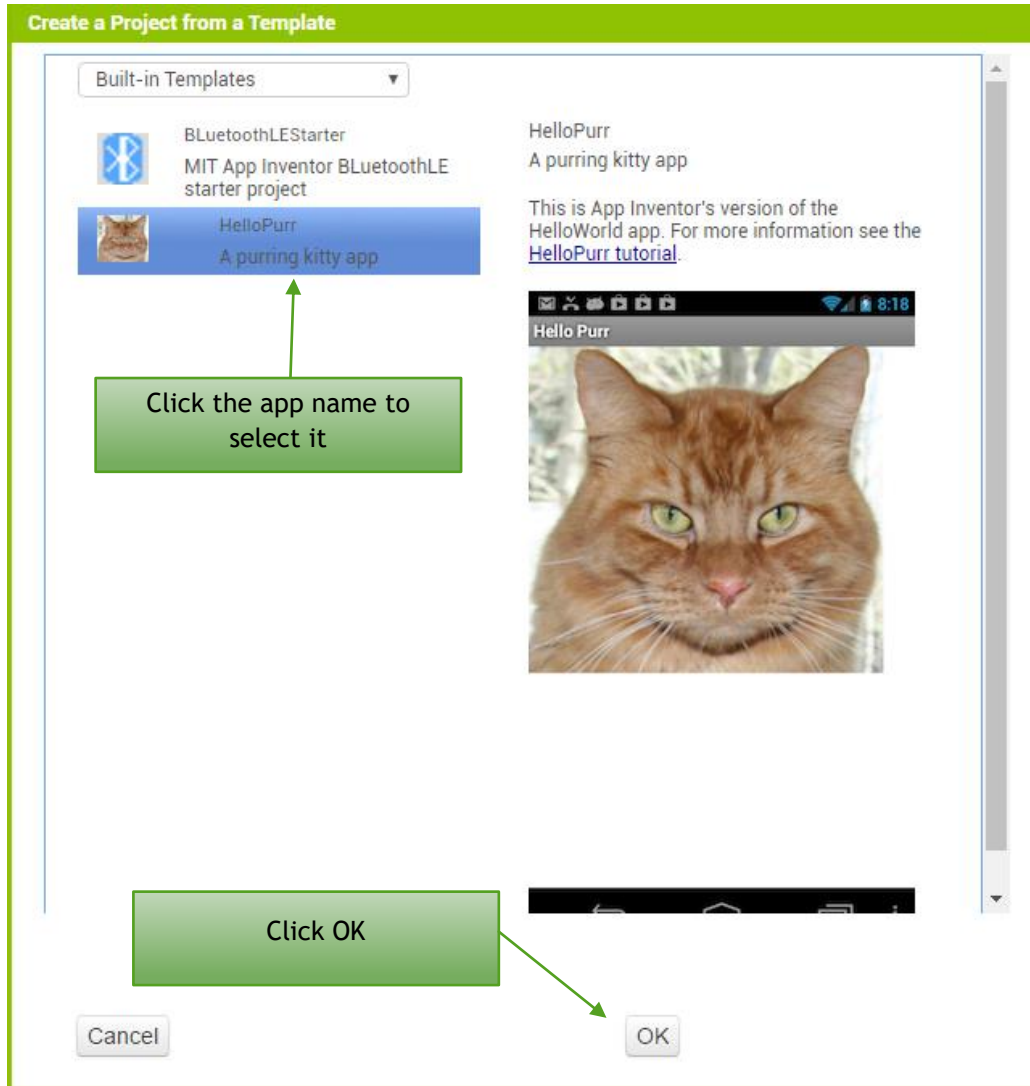 Create a Project from a Template
Built-in Templates
BLuetoothLEStarter
MIT App Inventor BLuetoothLE
starter project
HelloPurr
A purring kitty app
Click the app name to
select it
HelloPurr
A purring kitty app
This is App Inventor's version of the
HelloWorld app. For more information see the
HelloPurr tutorial.
8:18
Hello Purr
Click OK
Cancel
OK